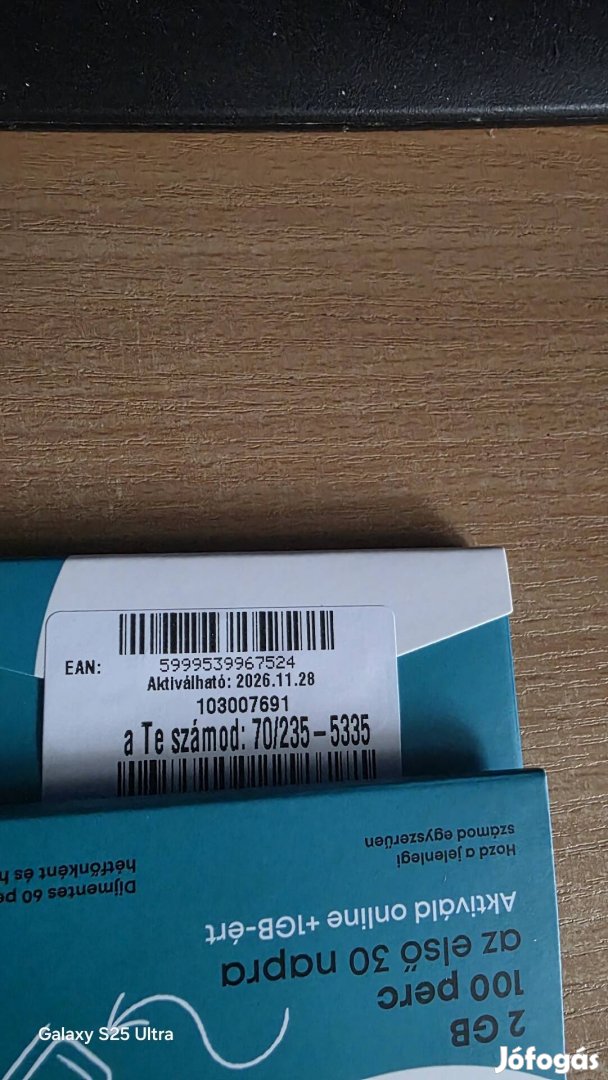 EAN:
5999539967524
Aktiválható: 2026.11.28
103007691
a Te számod: 70/235-5335
2 GB
100 perc
az első 30 napra
Aktiváld online +1GB-ért
Hozd a jelenlegi
számod egyszerűen
Díjmentes 60
hétfőnként és
Galaxy S25 Ultra
Jófogás